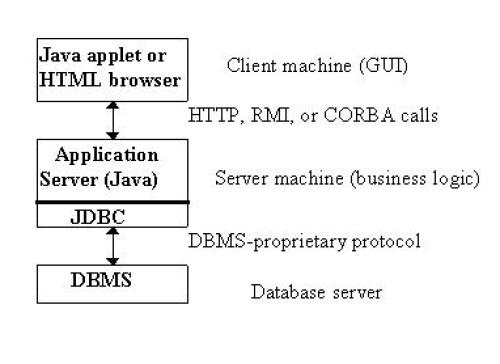 Java applet or
HTML browser
Client machine (GUI)
HTTP, RMI, or CORBA calls
Application
Server (Java)
Server machine (business logic)
JDBC
DBMS-proprietary protocol
DBMS
Database server